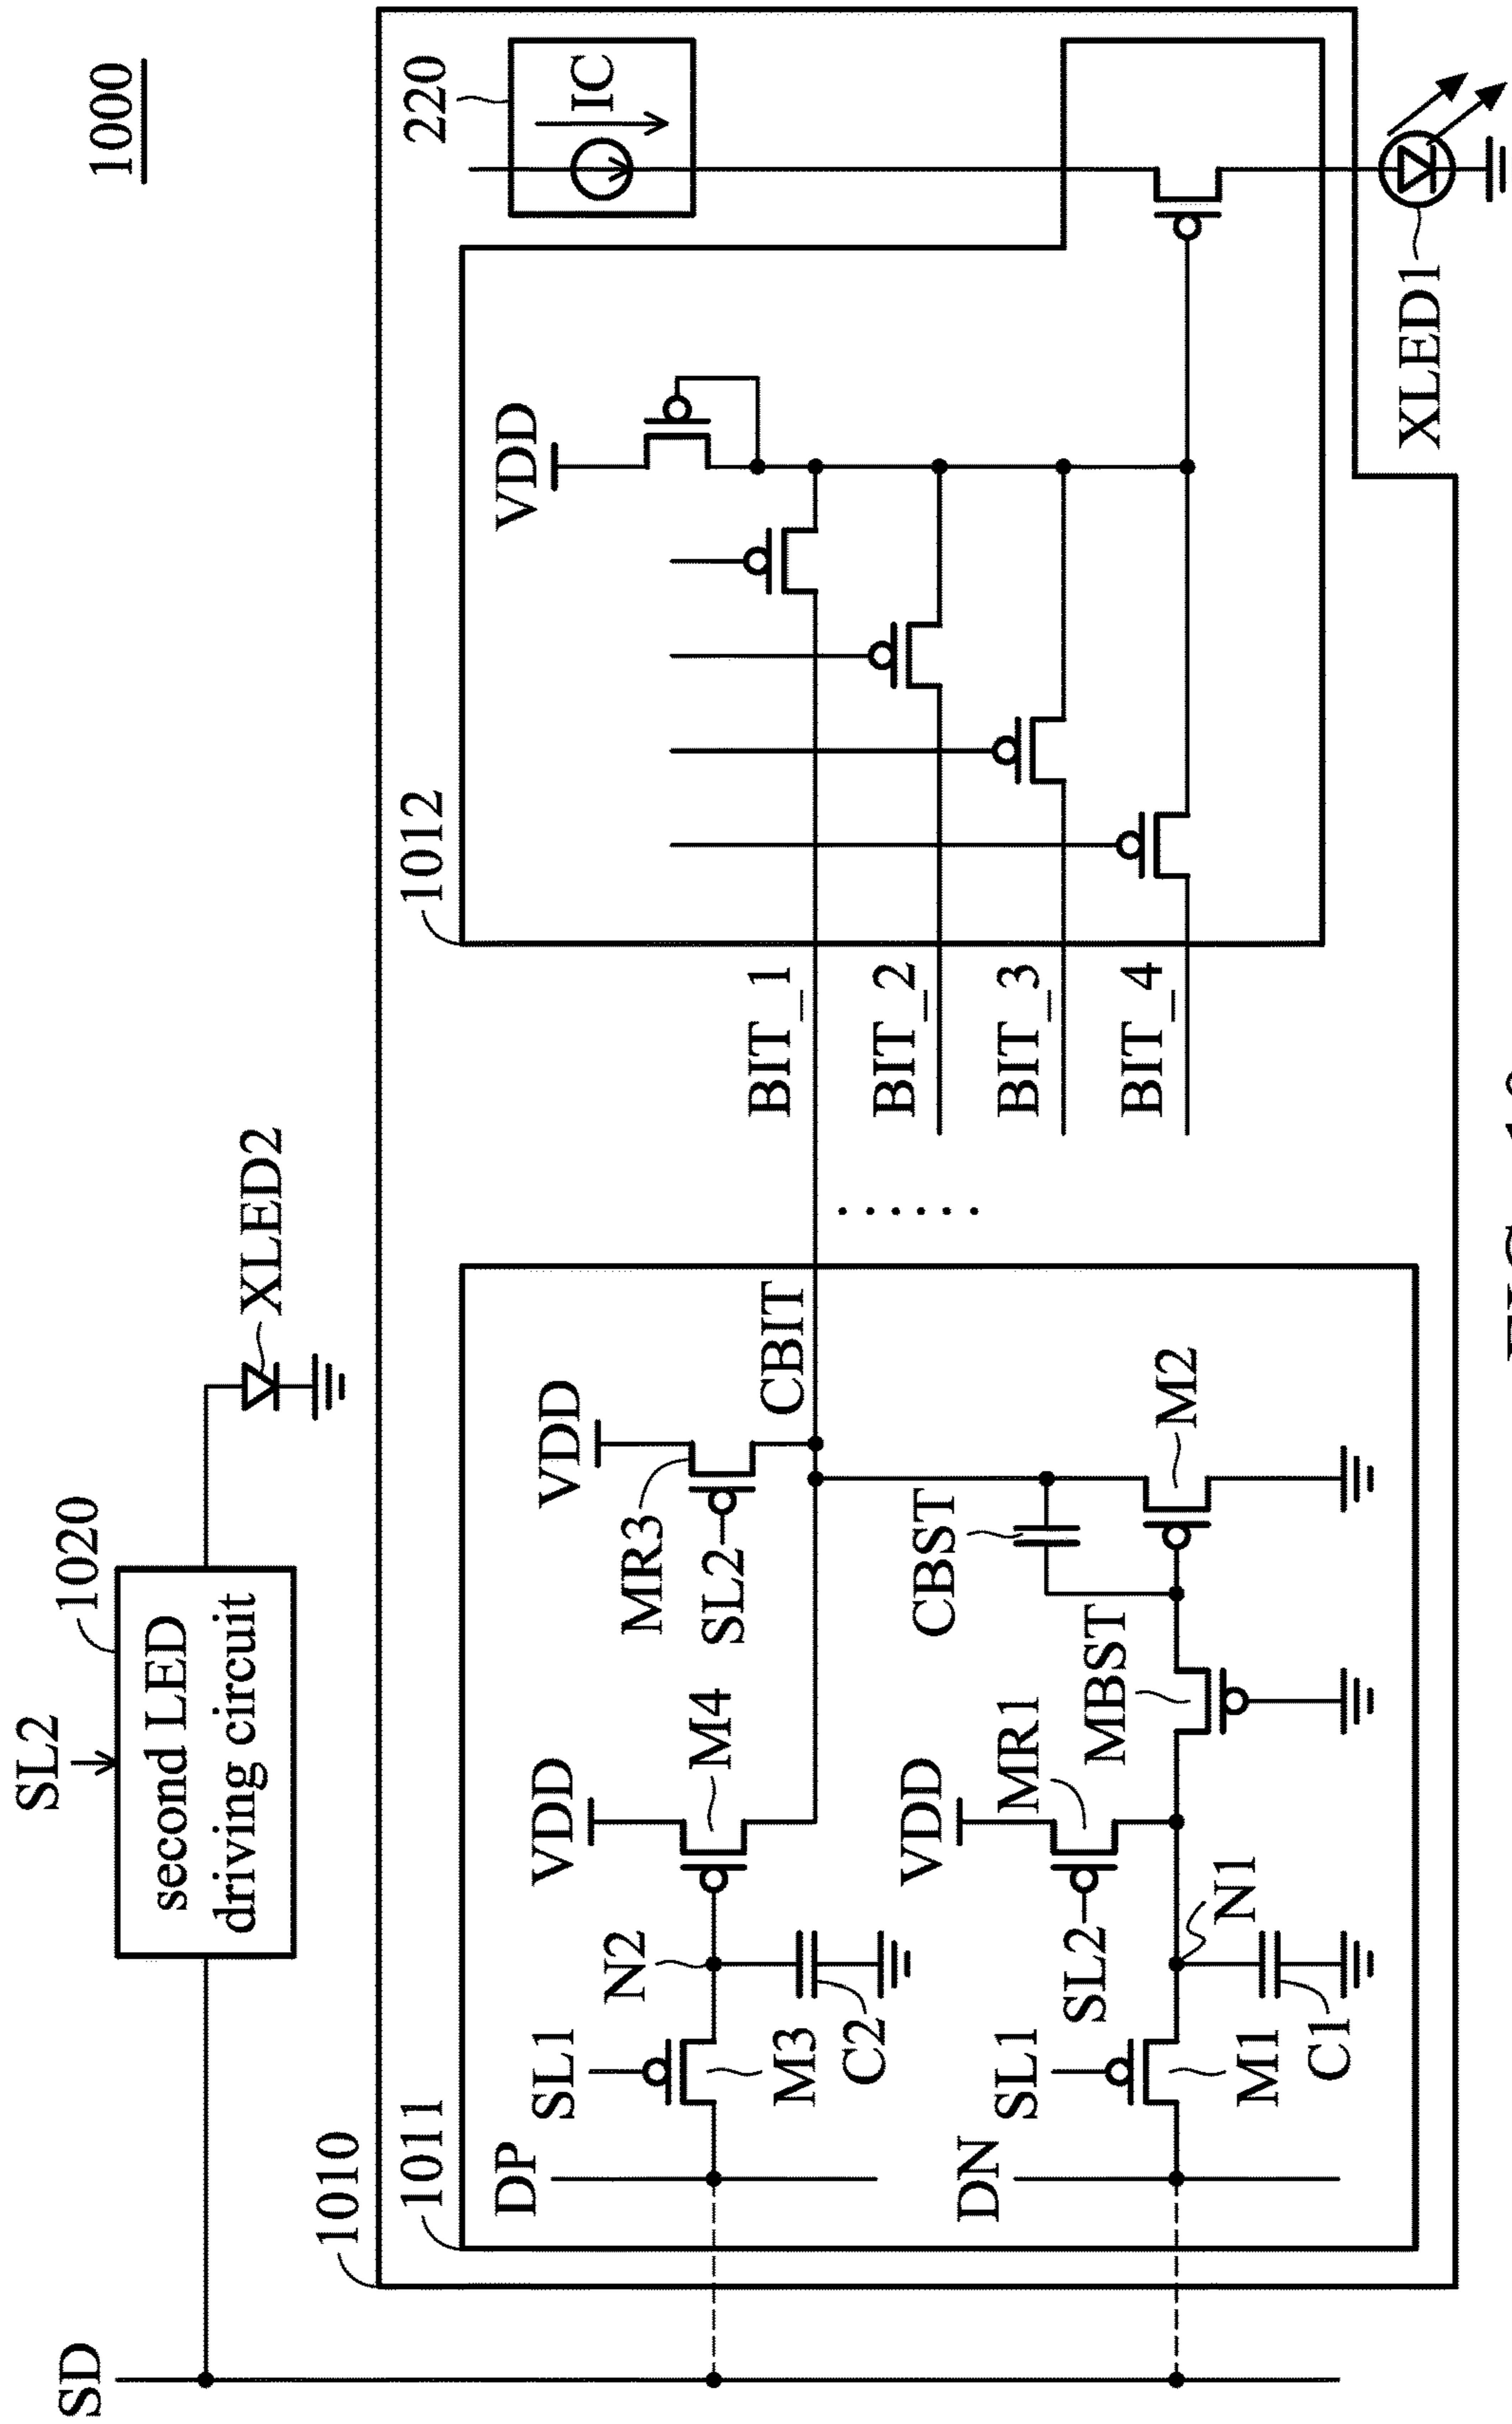 1000
SL2
1020
second LED
driving circuit
XLED2
SD
1010
1011
DP
SL1
M3
N2
C2
VDD
M4
VDD
MR3
SL2
CBIT
DN
SL1
M1
N1
C1
VDD
MR1
SL2
MBST
CBST
M2
BIT_1
BIT_2
BIT_3
BIT_4
1012
VDD
220
IC
XLED1